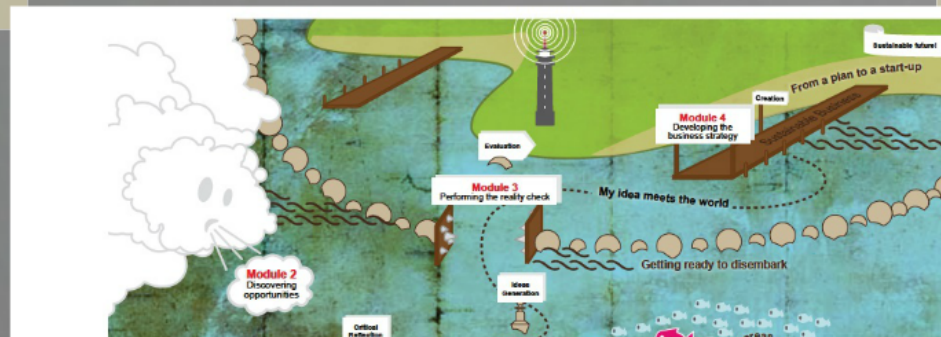 Sustainable future!
From a plan to a start-up
Creation
Sustainable Business
Module 4
Developing the
business strategy
Evaluation
Module 3
Performing the reality check
My idea meets the world
Getting ready to disembark
Module 2
Discovering
opportunities
Ideas
Generation
Critical
Reflection
ocean